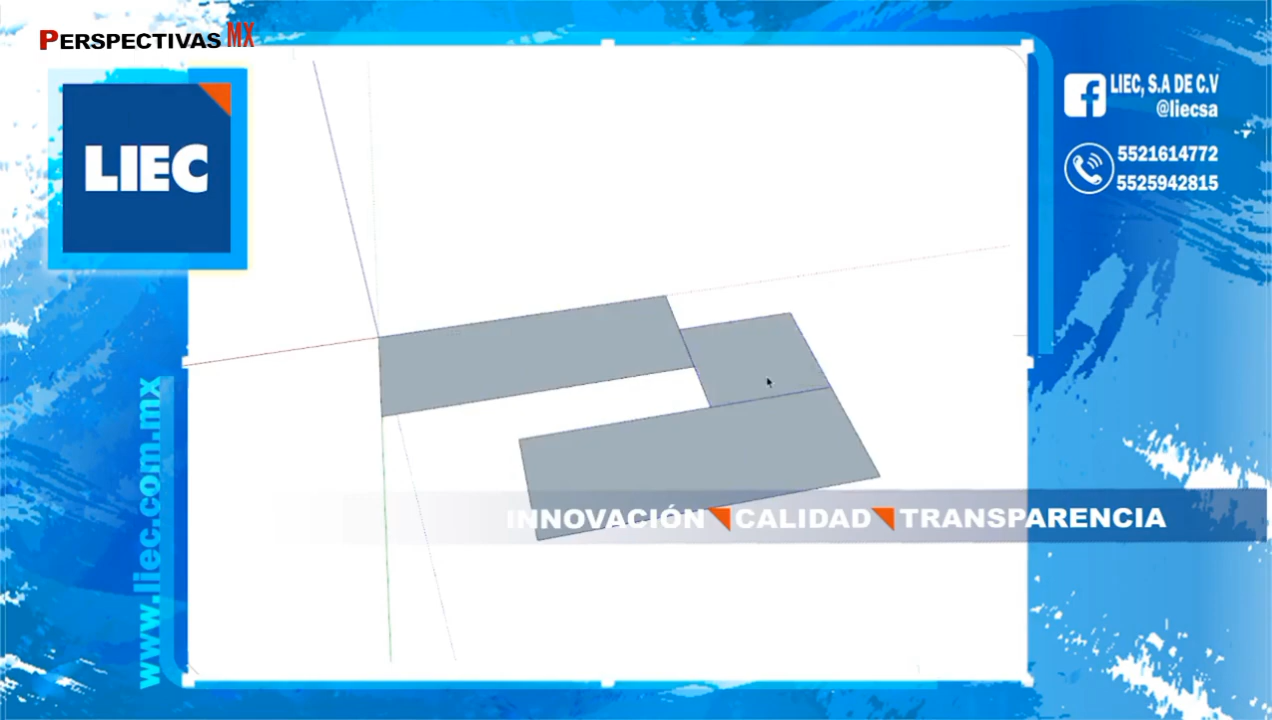 PERSPECTIVAS MX
LIEC
LIEC, S.A DE C.V
@liecsa
5521614772
5525942815
www.liec.com.mx
INNOVACIÓN CALIDAD TRANSPARENCIA